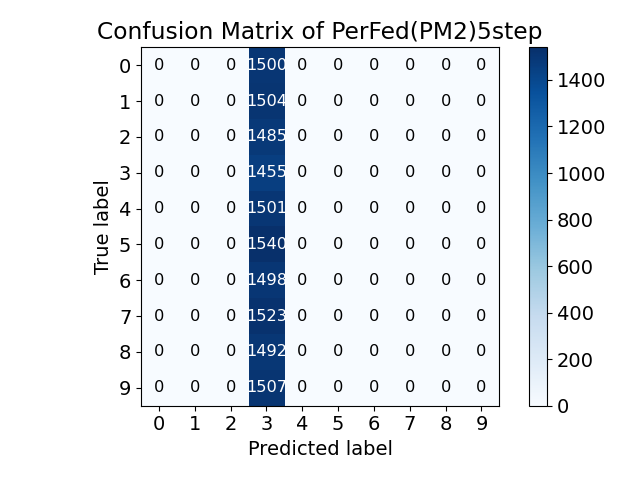 Confusion Matrix of PerFed(PM2)5step
0 0 0 0 1500 0 0 0 0 0 0
1 0 0 0 1504 0 0 0 0 0 0
2 0 0 0 1485 0 0 0 0 0 0
3 0 0 0 1455 0 0 0 0 0 0
4 0 0 0 1501 0 0 0 0 0 0
5 0 0 0 1540 0 0 0 0 0 0
6 0 0 0 1498 0 0 0 0 0 0
7 0 0 0 1523 0 0 0 0 0 0
8 0 0 0 1492 0 0 0 0 0 0
9 0 0 0 1507 0 0 0 0 0 0
0 1 2 3 4 5 6 7 8 9
Predicted label
True label
1400
1200
1000
800
600
400
200
0